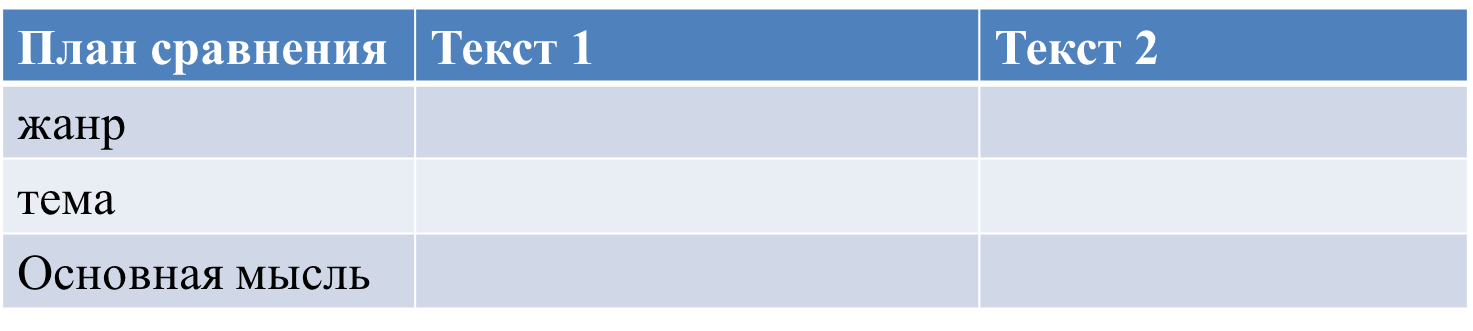 План сравнения Текст 1 Текст 2
жанр
тема
Основная мысль